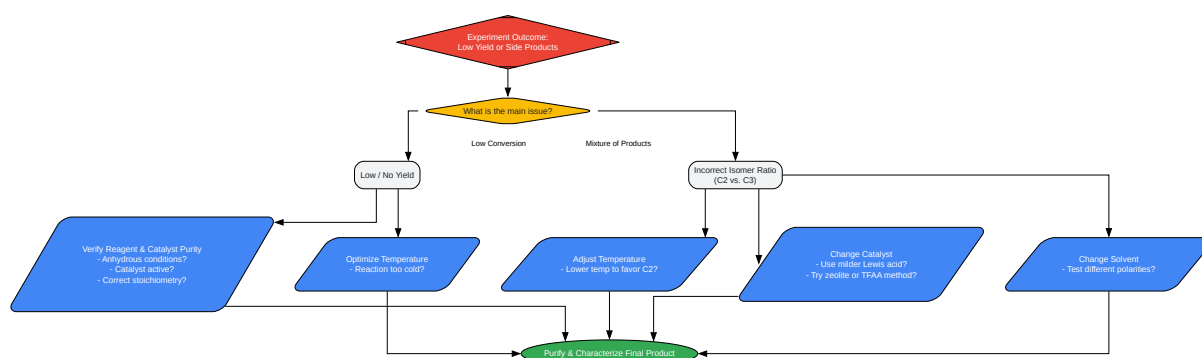 Experiment Outcome:
Low Yield or Side Products
What is the main issue?
Low Conversion
Mixture of Products
Low / No Yield
Incorrect Isomer Ratio
(C2 vs. C3)
Verify Reagent & Catalyst Purity
- Anhydrous conditions?
- Catalyst active?
- Correct stoichiometry?
Optimize Temperature
- Reaction too cold?
Adjust Temperature
- Lower temp to favor C2?
Change Catalyst
- Use milder Lewis acid?
- Try zeolite or TFAA method?
Change Solvent
- Test different polarities?
Purify & Characterize Final Product